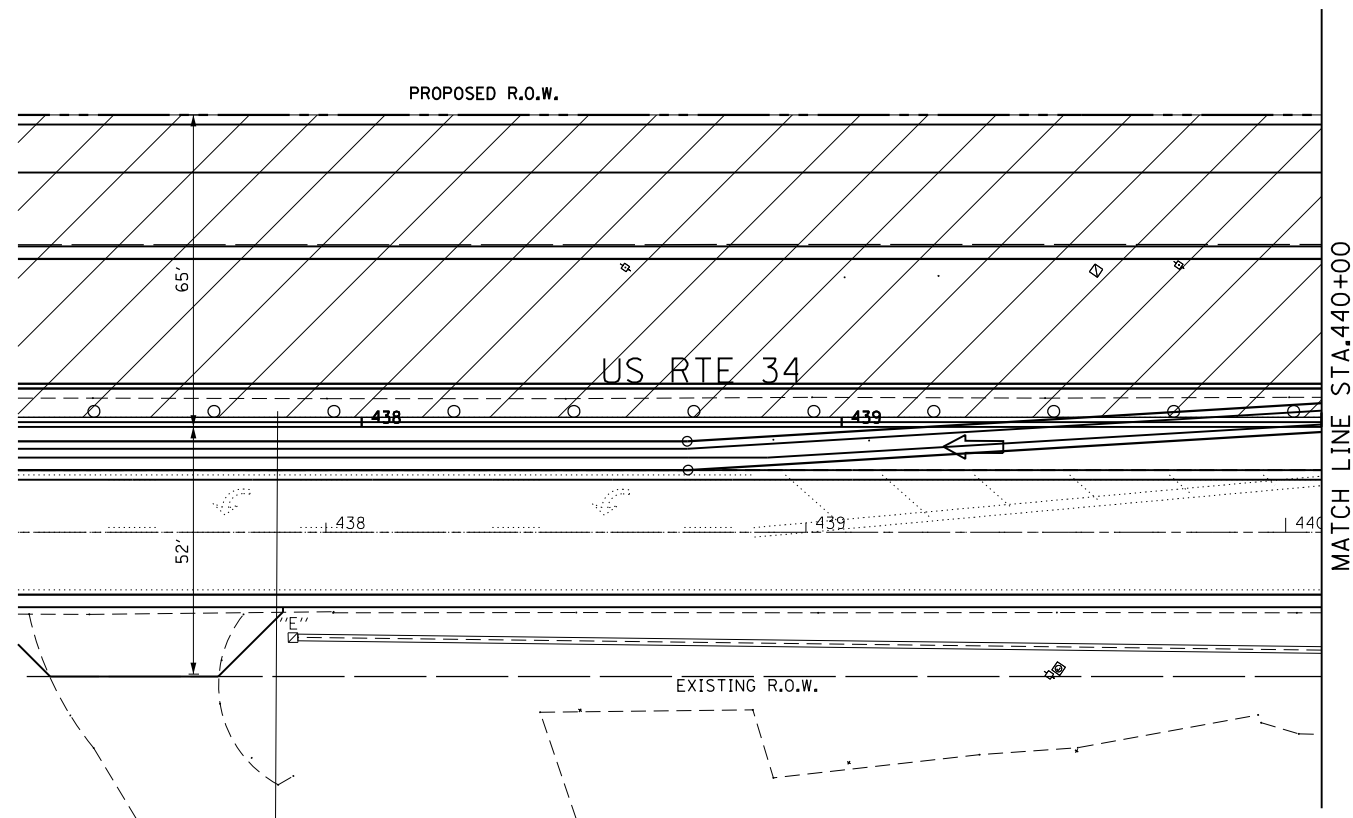 PROPOSED R.O.W.
65'
US RTE 34
438
439
438
439
440
52'
"E"
EXISTING R.O.W.
MATCH LINE STA.440+00